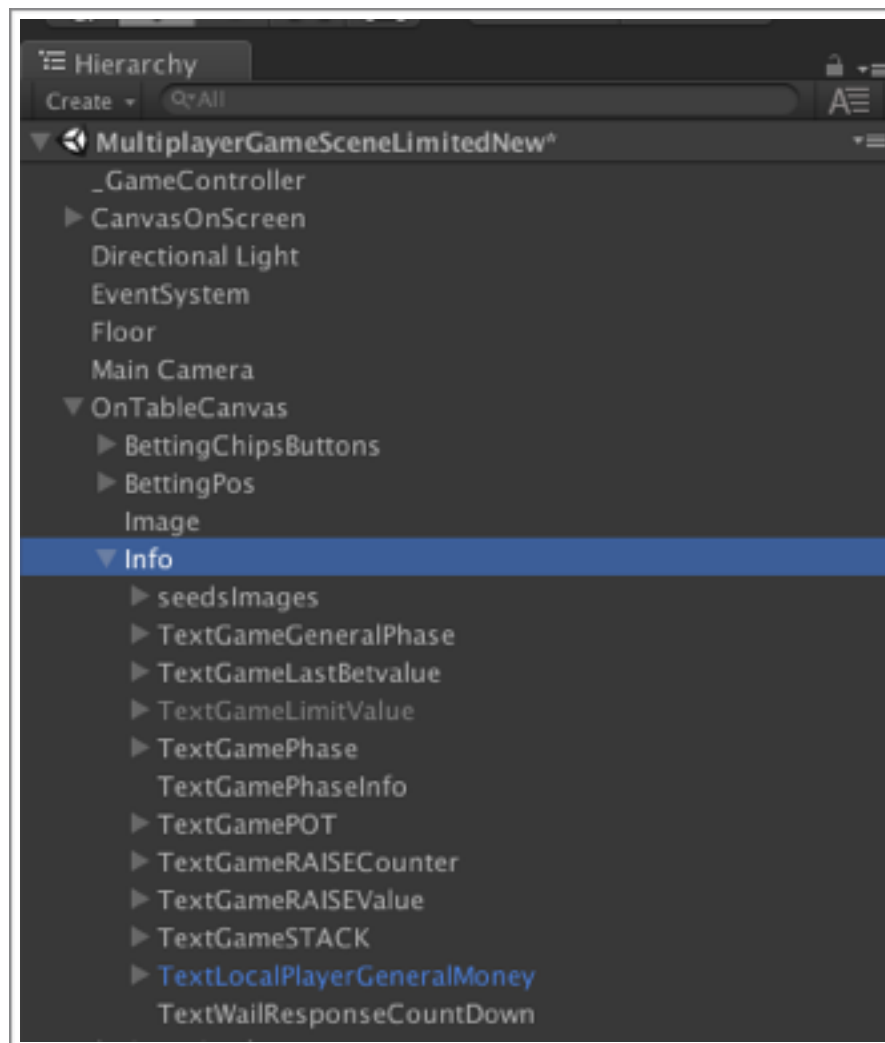 Hierarchy
Create All
MultiplayerGameSceneLimitedNew*
_GameController
CanvasOnScreen
Directional Light
EventSystem
Floor
Main Camera
OnTableCanvas
BettingChipsButtons
BettingPos
Image
Info
seedsImages
TextGameGeneralPhase
TextGameLastBetvalue
TextGameLimitValue
TextGamePhase
TextGamePhaseInfo
TextGamePOT
TextGameRAISECounter
TextGameRAISEValue
TextGameSTACK
TextLocalPlayerGeneralMoney
TextWailResponseCountDown